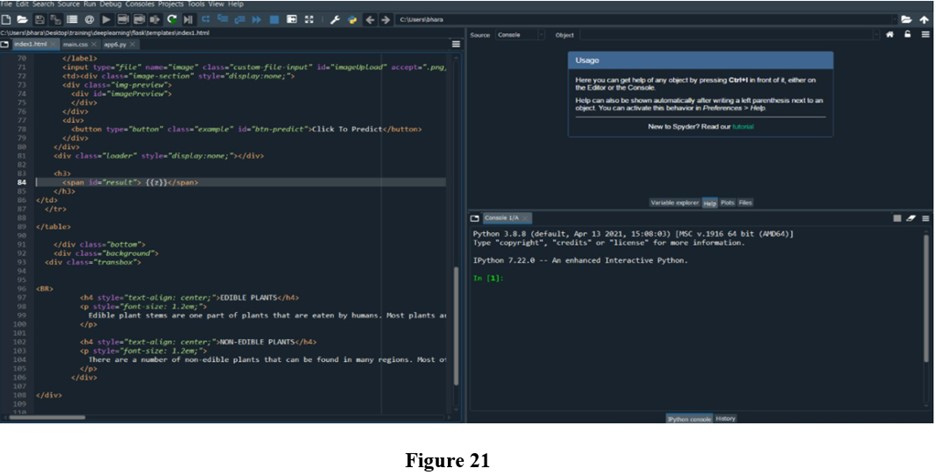 File Edit Search Source Run Debug Consoles Projects Tools View Help
C:\Users\bhara
C:\Users\bhara\Desktop\training\deeplearning\flask\templates\index1.html
index1.html main.css app6.py
70 </label>
71 <input type="file" name="image" class="custom-file-input" id="imageUpload" accept=".png,
72 <td><div class="image-section" style="display:none;">
73 <div class="img-preview">
74 <div id="imagePreview">
75 </div>
76 </div>
77 <div>
78 <button type="button" class="example" id="btn-predict">Click To Predict</button>
79 </div>
80 </div>
81 <div class="loader" style="display:none;"></div>
82
83 <h3>
84 <span id="result"> {{z}}</span>
85 </h3>
86 </td>
87 </tr>
88
89 </table>
90
91 </div class="bottom">
92 <div class="background">
93 <div class="transbox">
94
95
96 <BR>
97 <h4 style="text-align: center;">EDIBLE PLANTS</h4>
98 <p style="font-size: 1.2em;">
99 Edible plant stems are one part of plants that are eaten by humans. Most plants
100 </p>
101
102 <h4 style="text-align: center;">NON-EDIBLE PLANTS</h4>
103 <p style="font-size: 1.2em;">
104 There are a number of non-edible plants that can be found in many regions. Most
105 </p>
106 </div>
107
108 </div>
109
110
Source Console Object
Usage
Here you can get help of any object by pressing Ctrl+I in front of it, either on
the Editor or the Console.
Help can also be shown automatically after writing a left parenthesis next to an
object. You can activate this behavior in Preferences > Help.
New to Spyder? Read our tutorial
Variable explorer Help Plots Files
Console 1/A
Python 3.8.8 (default, Apr 13 2021, 15:08:03) [MSC v.1916 64 bit (AMD64)]
Type "copyright", "credits" or "license" for more information.
IPython 7.22.0 -- An enhanced Interactive Python.
In [1]:
IPython console History
Figure 21